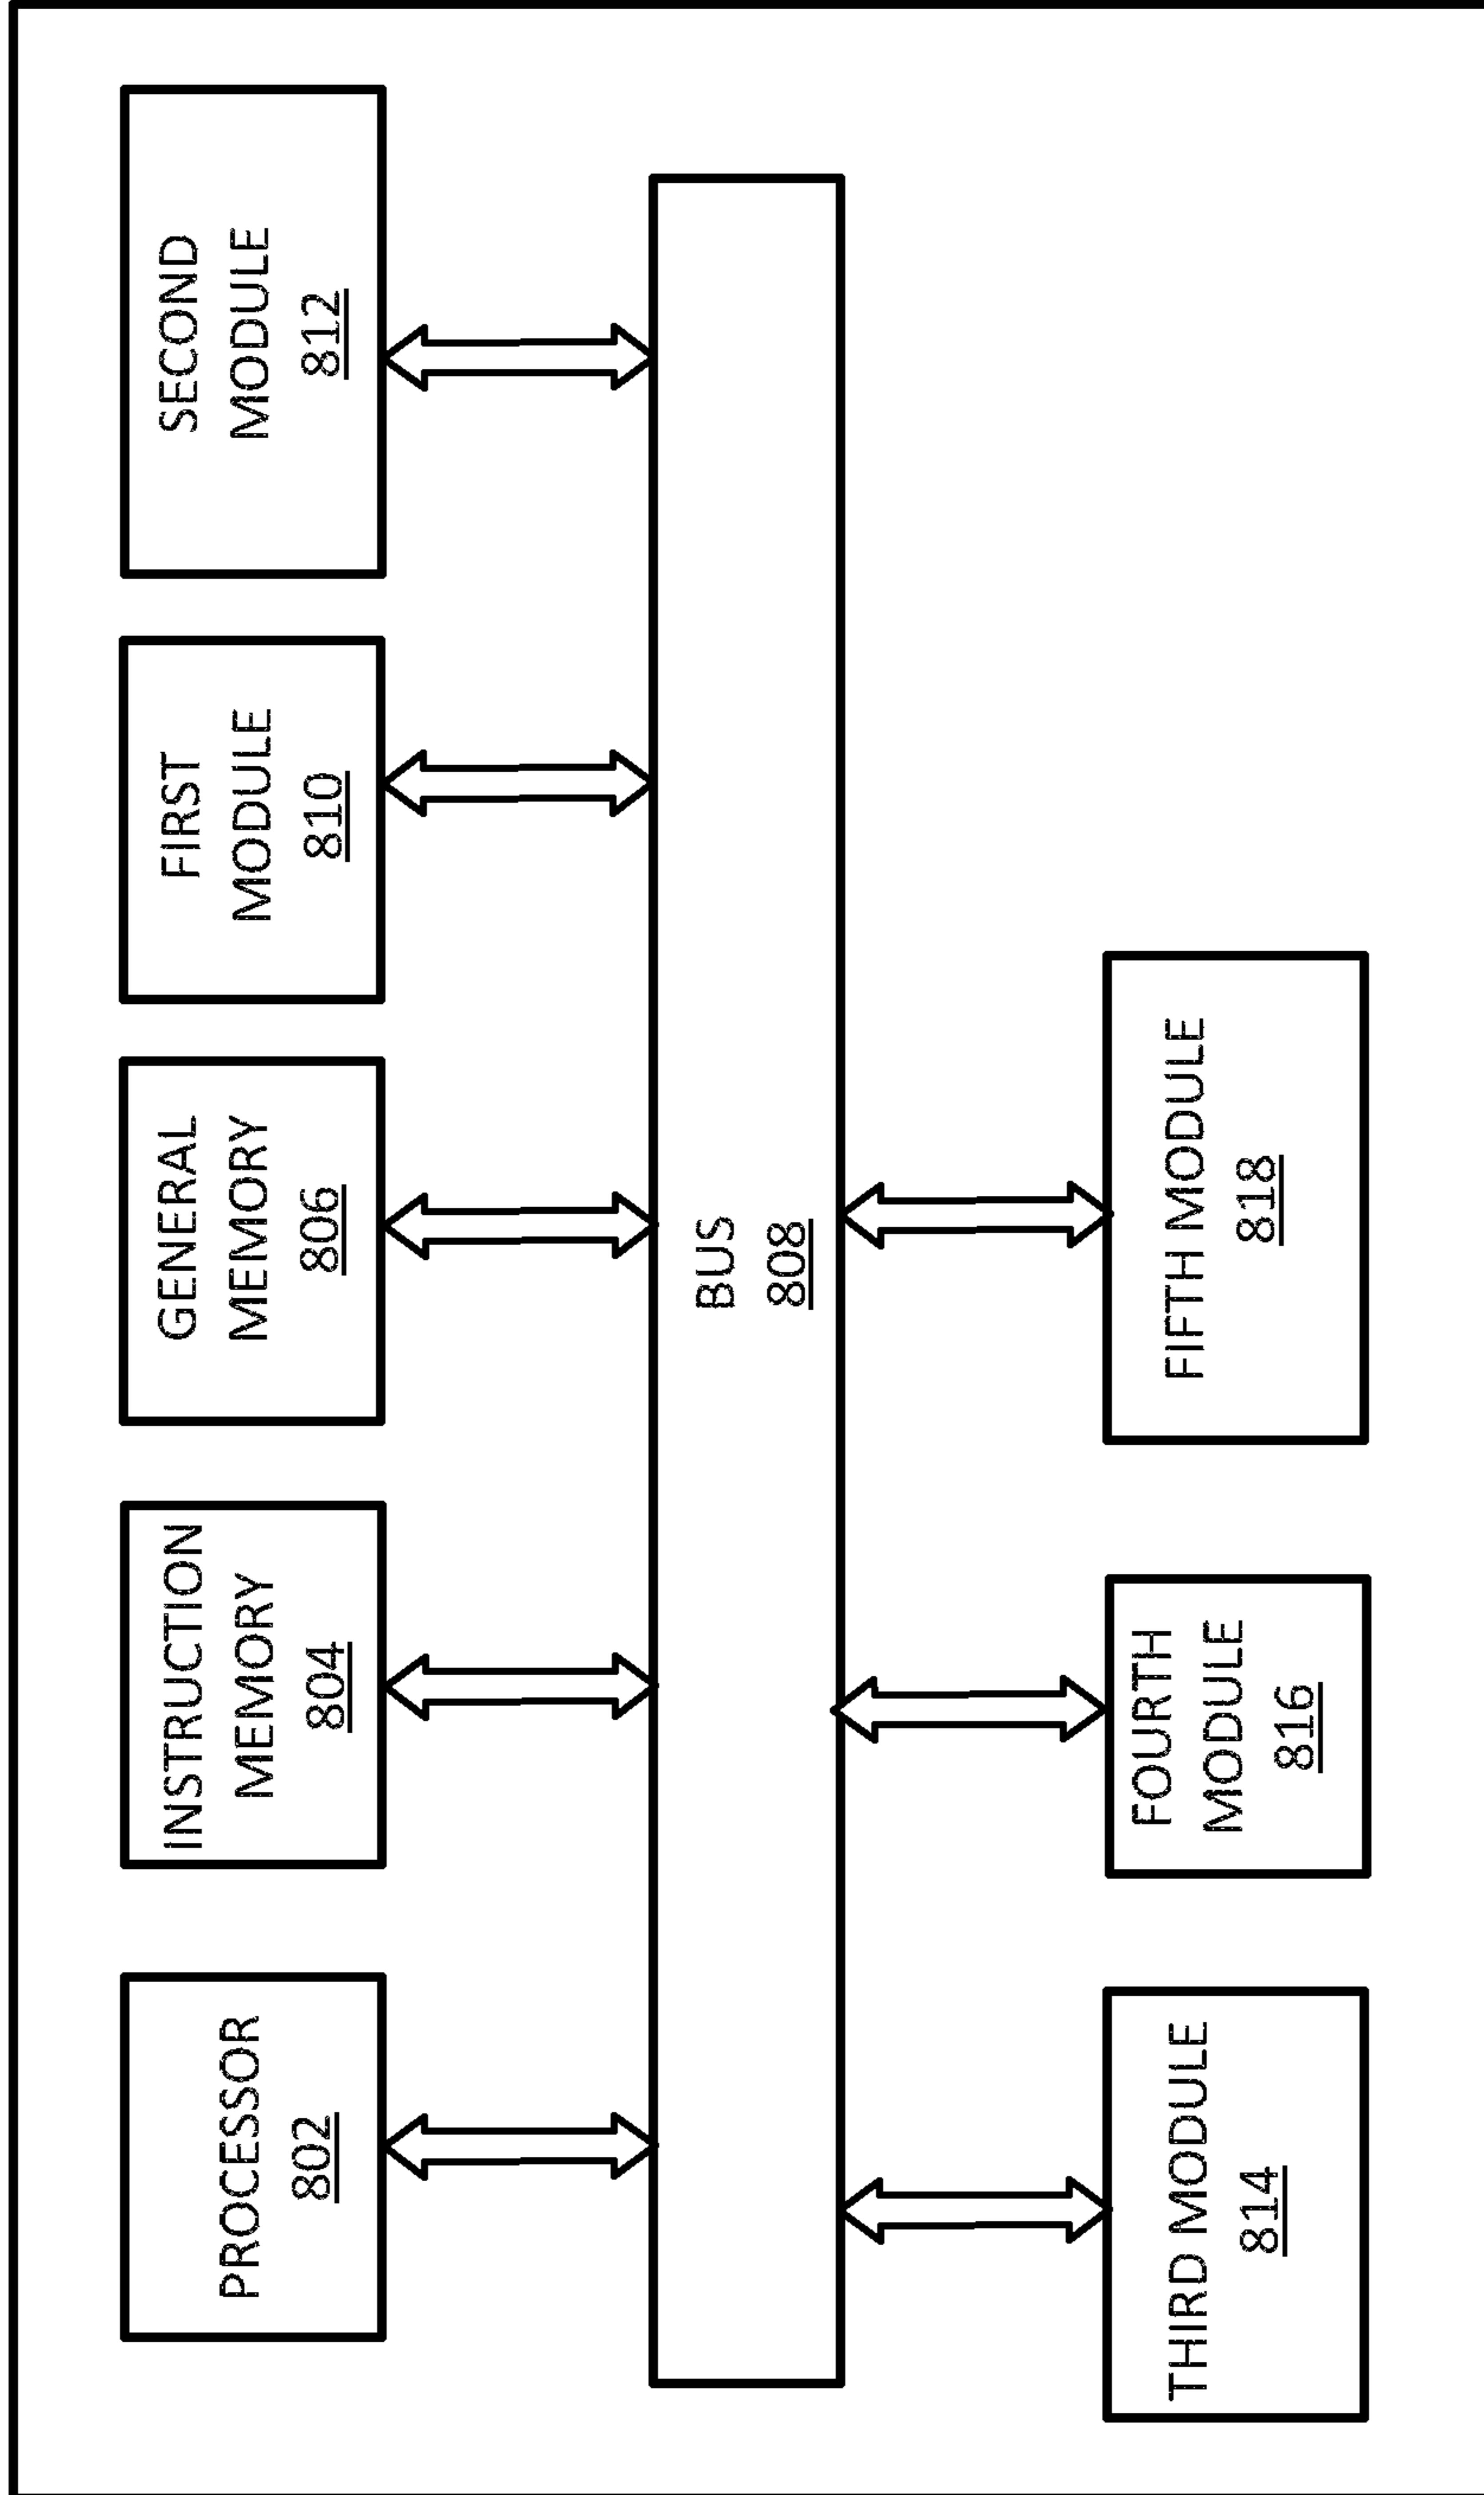 PROCESSOR
802
INSTRUCTION
MEMORY
804
GENERAL
MEMORY
806
FIRST
MODULE
810
SECOND
MODULE
812
BUS
808
THIRD MODULE
814
FOURTH
MODULE
816
FIFTH MODULE
818